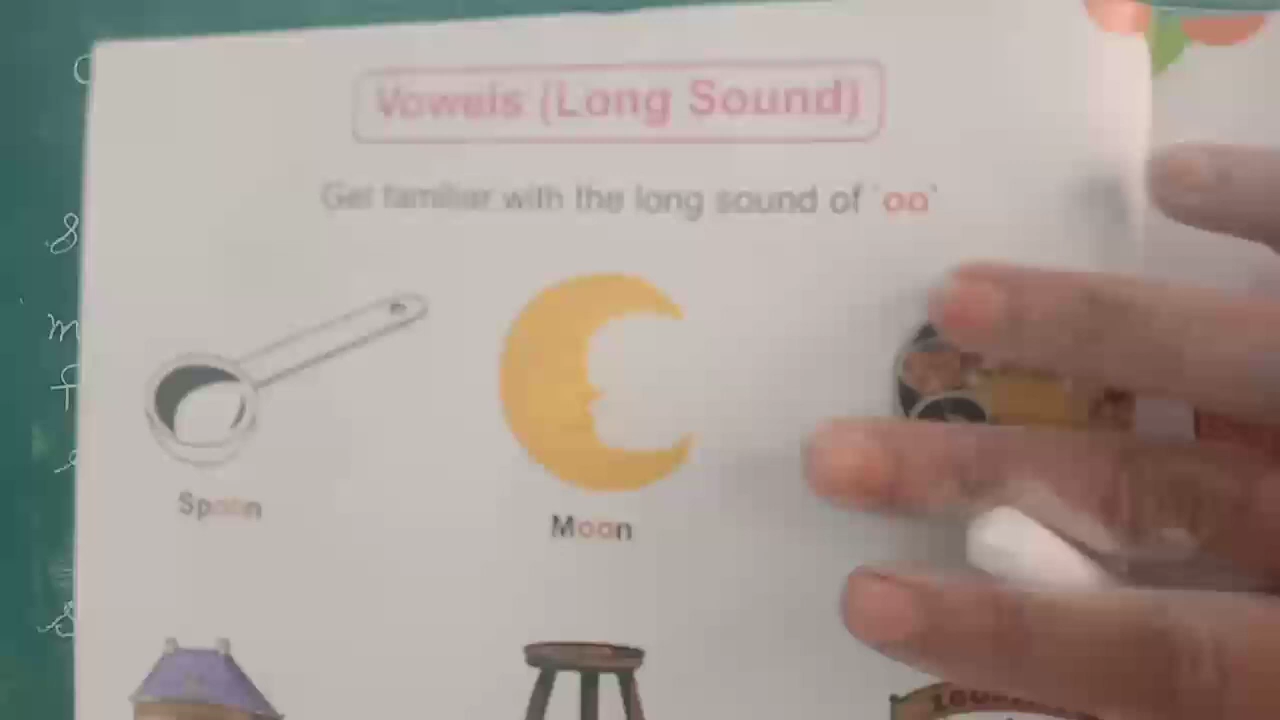 Vowels (Long Sound)
Get familiar with the long sound of 'oo'
Spoon
Moon